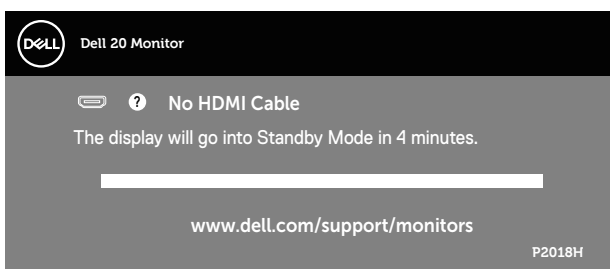 DELL
Dell 20 Monitor
? No HDMI Cable
The display will go into Standby Mode in 4 minutes.
www.dell.com/support/monitors
P2018H